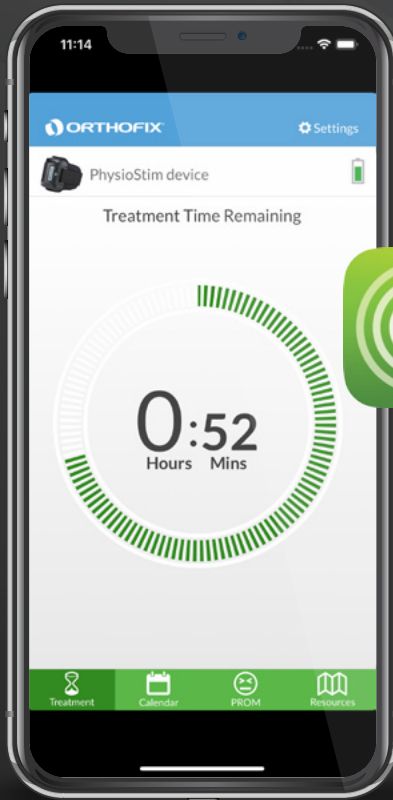 11:14
ORTHOFIX
Settings
PhysioStim device
Treatment Time Remaining
0:52
Hours Mins
Treatment
Calendar
PROM
Resources